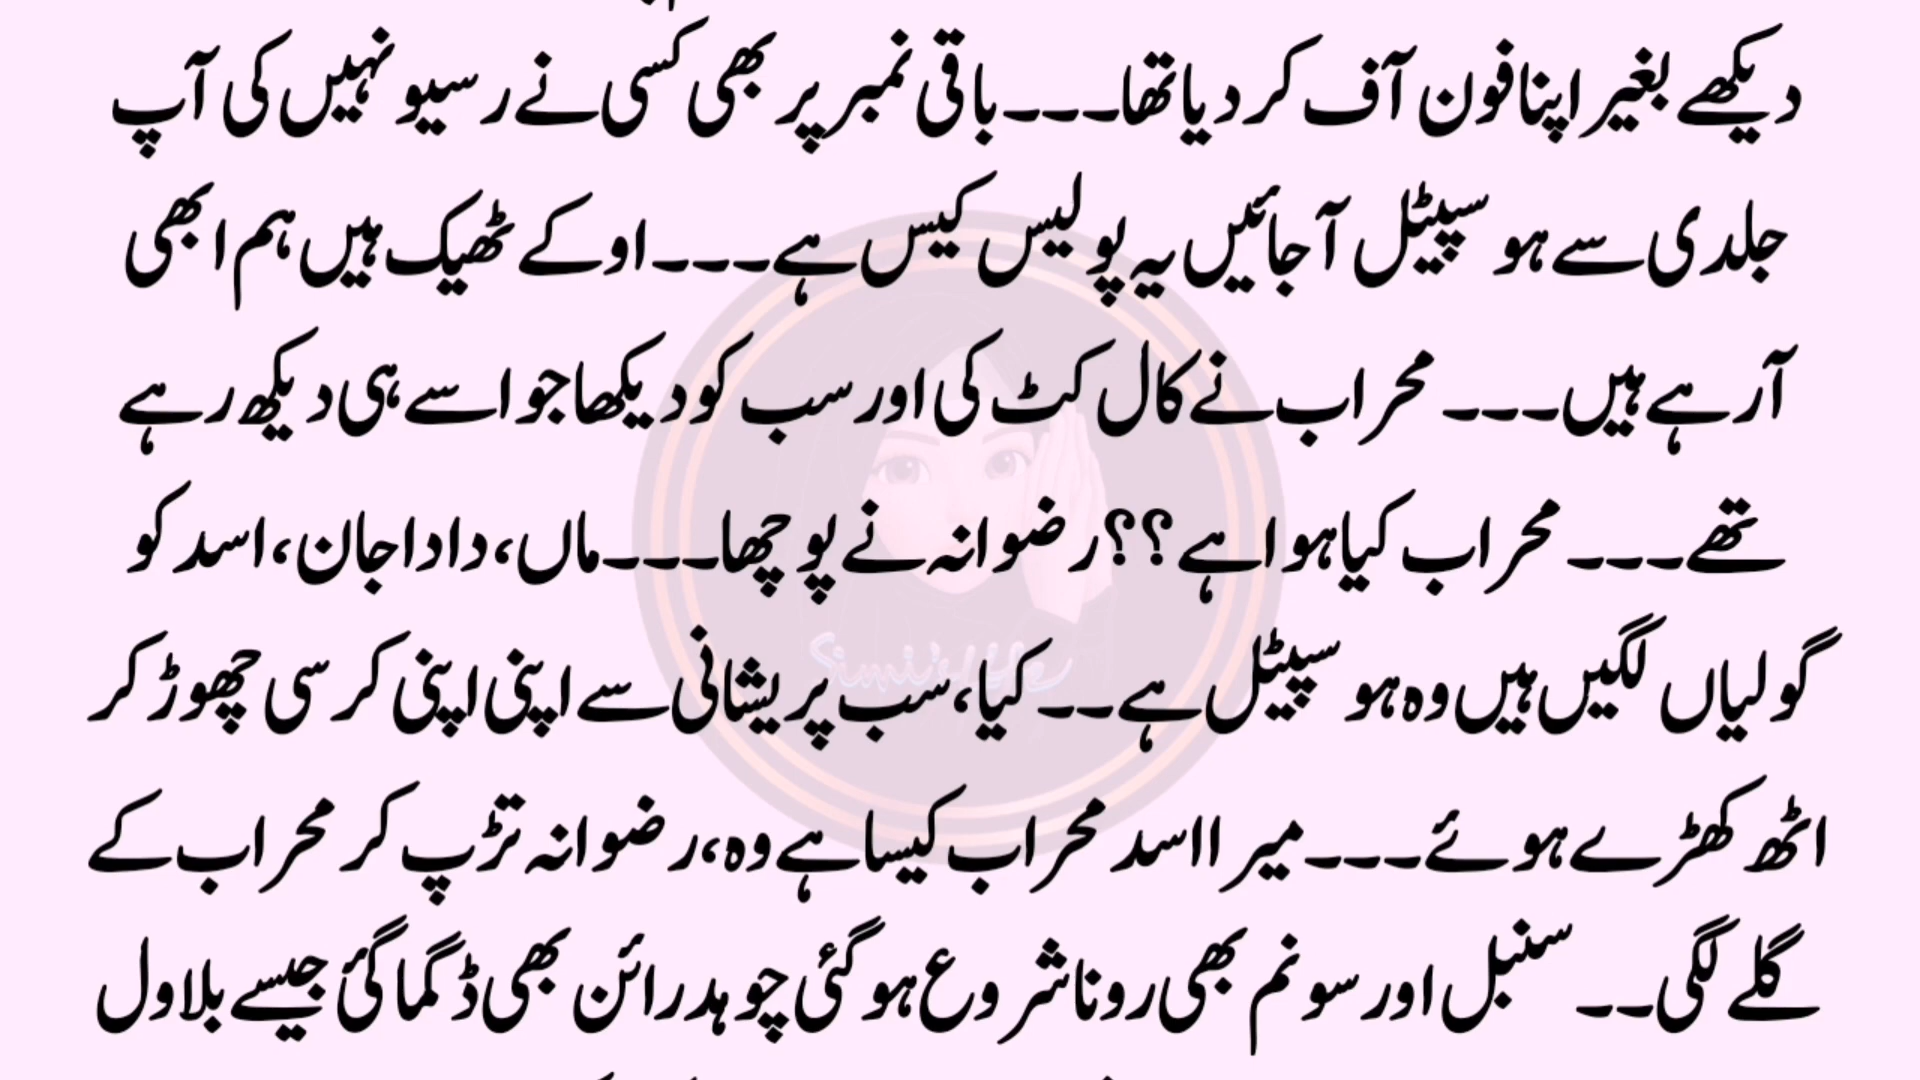 دیکھے بغیر اپنا فون آف کر دیا تھا۔۔۔باقی نمبر پر بھی کسی نے رسیو نہیں کی آپ
جلدی سے ہوسپیٹل آجائیں یہ پولیس کیس ہے۔۔۔اوکے ٹھیک ہیں ہم ابھی
آرہے ہیں۔۔۔ محراب نے کال کٹ کی اور سب کو دیکھا جو اسے ہی دیکھ رہے
تھے۔۔۔ محراب کیا ہوا ہے؟؟ رضوانہ نے پوچھا۔۔۔ماں، دادا جان، اسد کو
گولیاں لگیں ہیں وہ ہوسپیٹل ہے۔۔کیا، سب پریشانی سے اپنی اپنی کرسی چھوڑ کر
اٹھ کھڑے ہوئے۔۔۔میرا اسد محراب کیسا ہے وہ، رضوانہ تڑپ کر محراب کے
گلے لگی۔۔سنبل اور سونم بھی رونا شروع ہوگئی چوہدرائن بھی ڈگماگئ جیسے بلاول